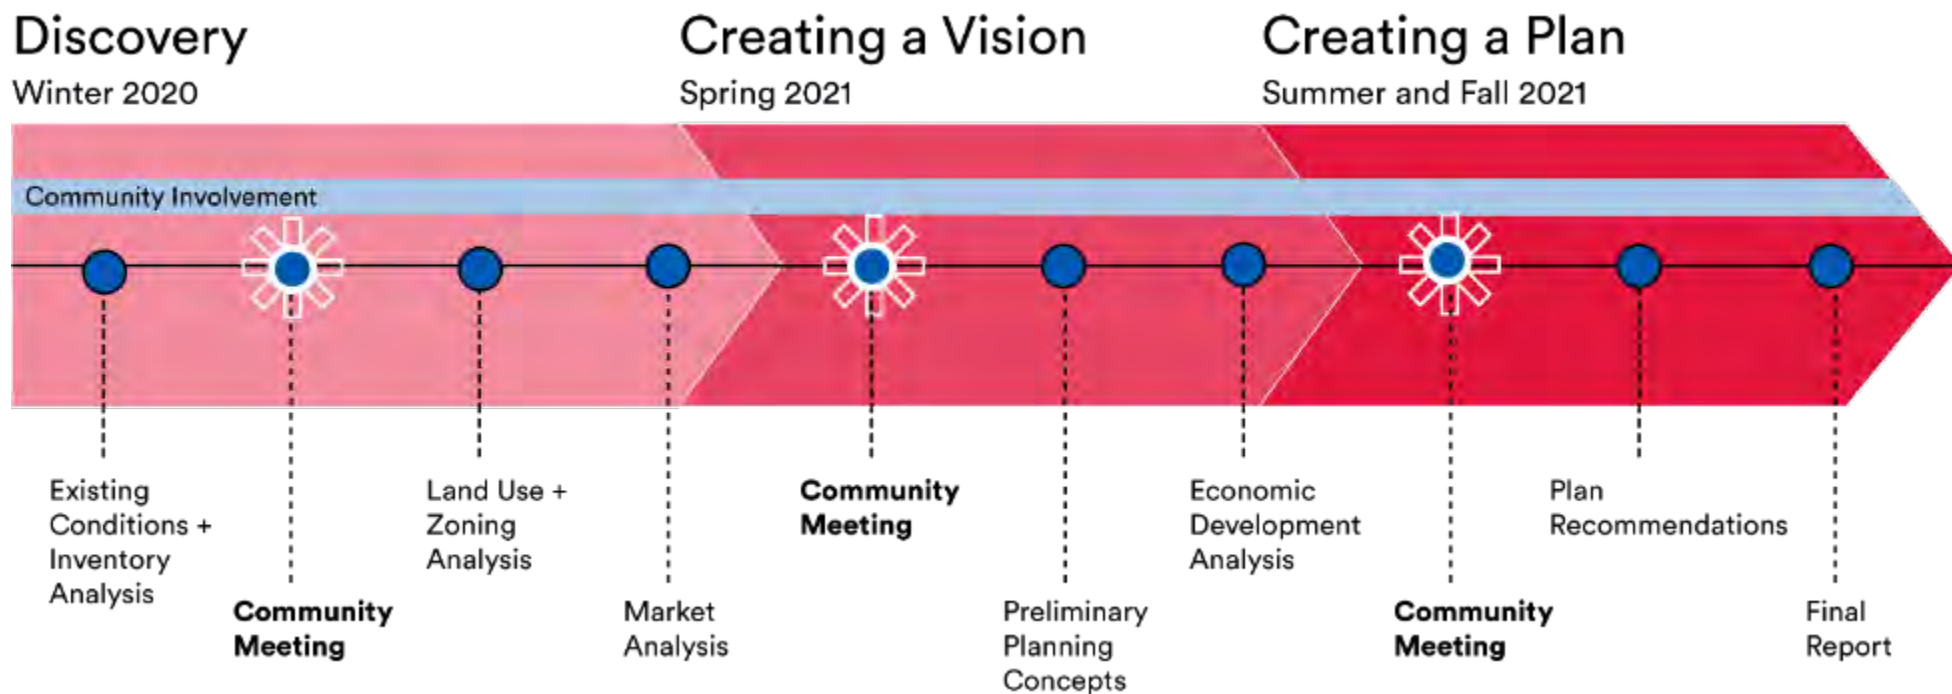 Discovery
Winter 2020
Creating a Vision
Spring 2021
Creating a Plan
Summer and Fall 2021
Community Involvement
Existing
Conditions +
Inventory
Analysis
Community
Meeting
Land Use +
Zoning
Analysis
Market
Analysis
Community
Meeting
Preliminary
Planning
Concepts
Economic
Development
Analysis
Community
Meeting
Plan
Recommendations
Final
Report